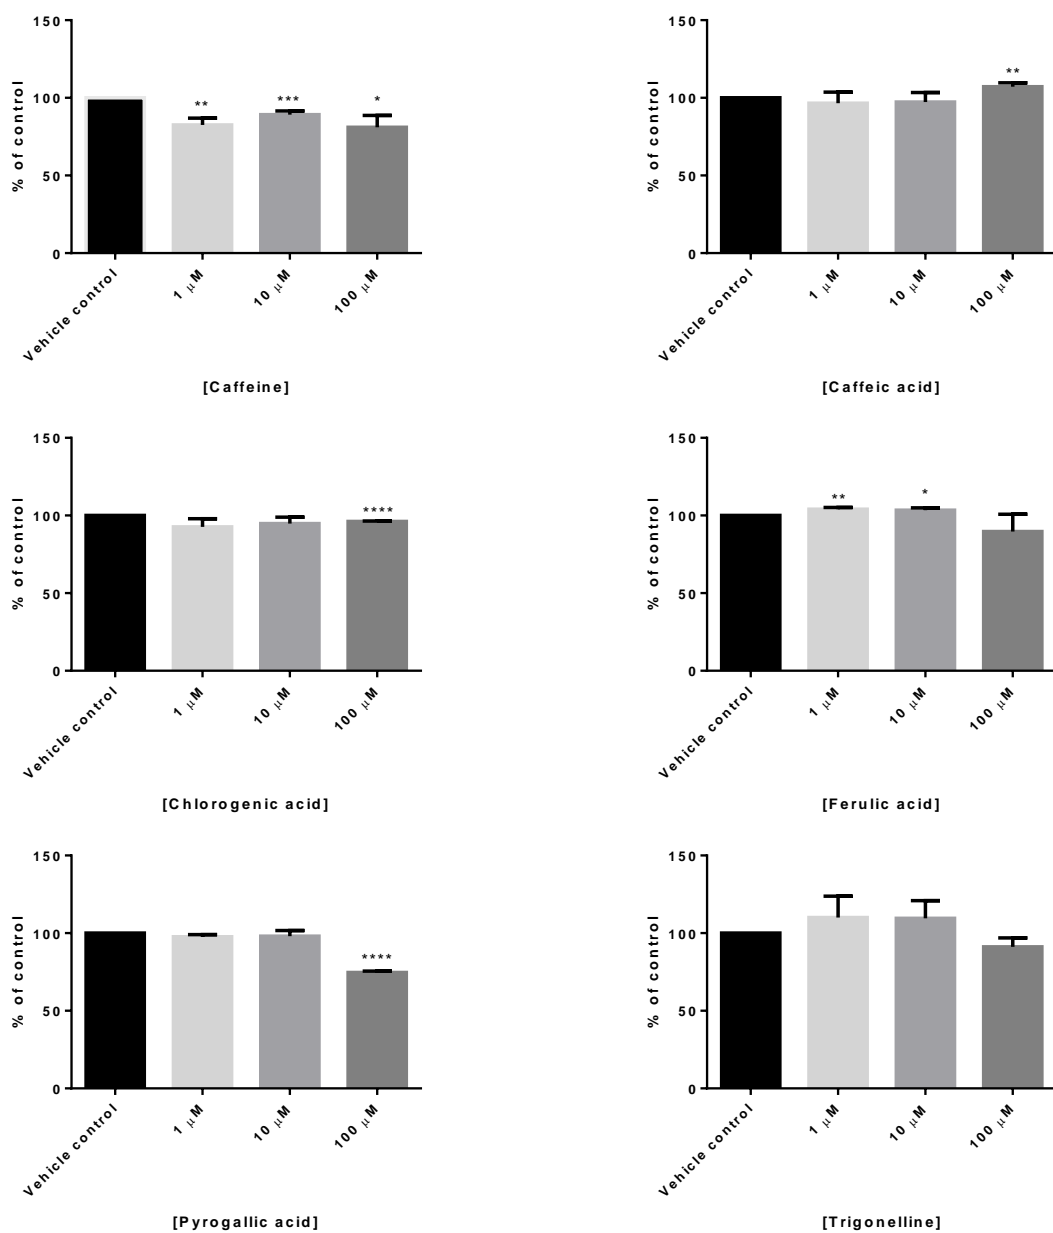 150
100
50
0
% of control
**
***
*
Vehicle control
1 μM
10 μM
100 μM
[Caffeine]
150
100
50
0
% of control
**
Vehicle control
1 μM
10 μM
100 μM
[Caffeic acid]
150
100
50
0
% of control
****
Vehicle control
1 μM
10 μM
100 μM
[Chlorogenic acid]
150
100
50
0
% of control
**
*
Vehicle control
1 μM
10 μM
100 μM
[Ferulic acid]
150
100
50
0
% of control
****
Vehicle control
1 μM
10 μM
100 μM
[Pyrogallic acid]
150
100
50
0
% of control
Vehicle control
1 μM
10 μM
100 μM
[Trigonelline]